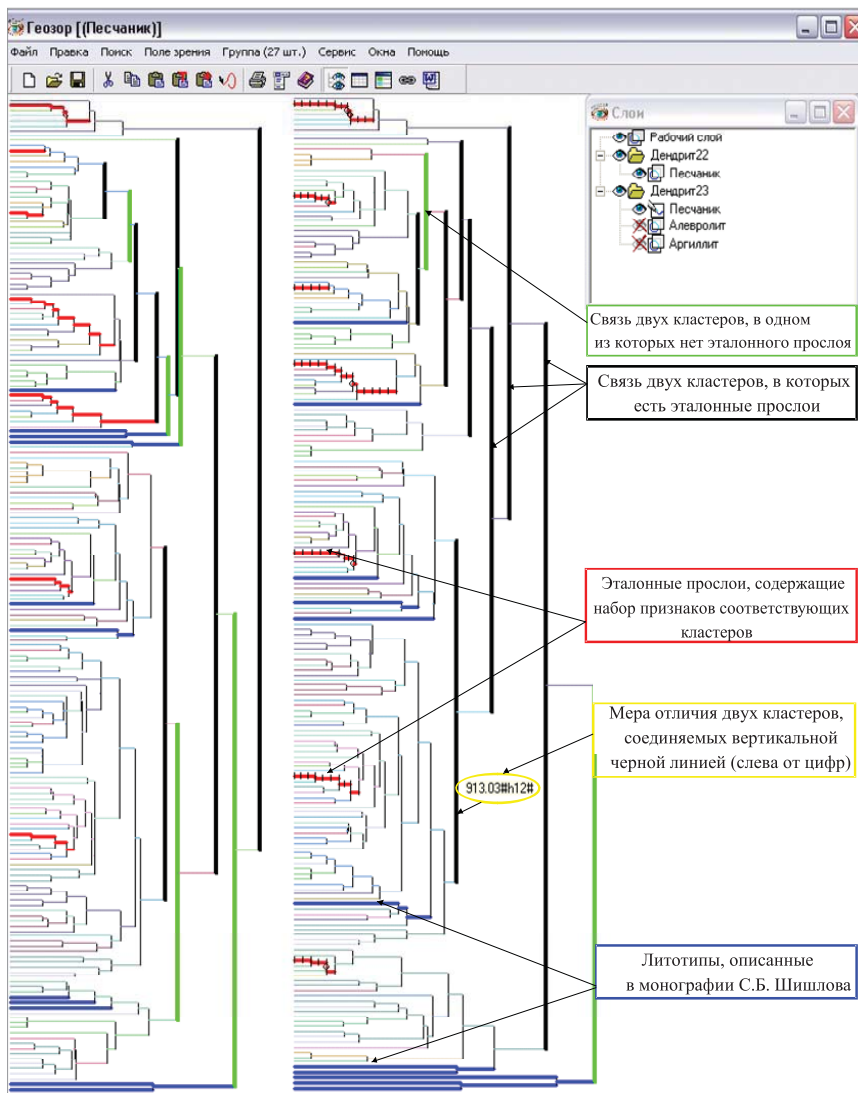 Геозор [(Песчаник)]
Файл Правка Поиск Поле зрения Группа (27 шт.) Сервис Окна Помощь
Слои
Рабочий слой
Дендрит22
Песчаник
Дендрит23
Песчаник
Алевролит
Аргиллит
Связь двух кластеров, в одном
из которых нет эталонного прослоя
Связь двух кластеров, в которых
есть эталонные прослои
Эталонные прослои, содержащие
набор признаков соответствующих
кластеров
Мера отличия двух кластеров,
соединяемых вертикальной
черной линией (слева от цифр)
913.03#h12#
Литотипы, описанные
в монографии С.Б. Шишлова